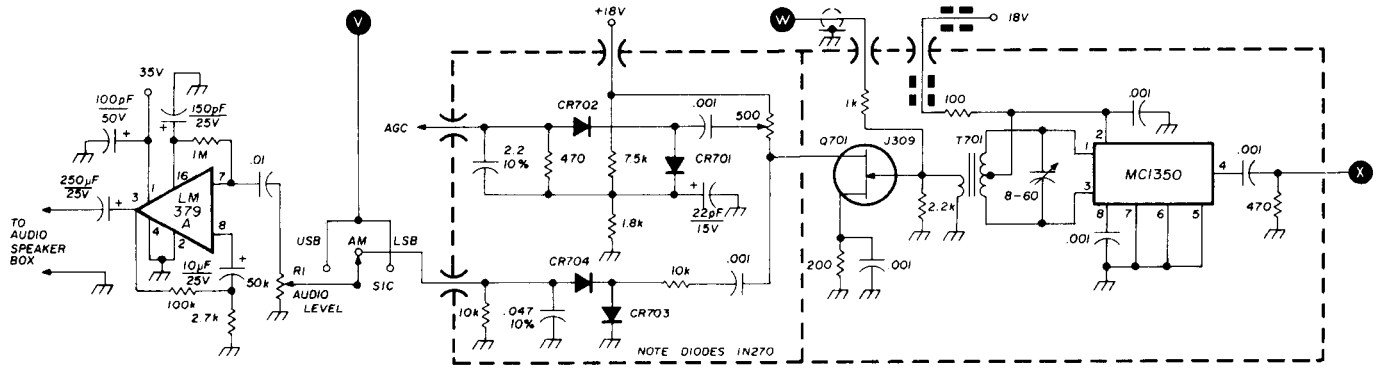 35V
100pF
50V
+
150pF
25V
+
1M
.01
250μF
25V
+
3
1
16
7
LM
379
A
4
2
8
TO
AUDIO
SPEAKER
BOX
10μF
25V
+
100k
2.7k
50k
R1
AUDIO
LEVEL
V
USB
AM
LSB
S1C
+18V
AGC
CR702
.001
500
2.2
10%
470
7.5k
CR701
+
22pF
15V
1.8k
CR704
10k
.001
10k
.047
10%
CR703
NOTE DIODES 1N270
W
18V
1k
100
.001
Q701
J309
T701
2.2k
8-60
1
2
3
MC1350
4
.001
X
8
7
6
5
.001
470
200
.001